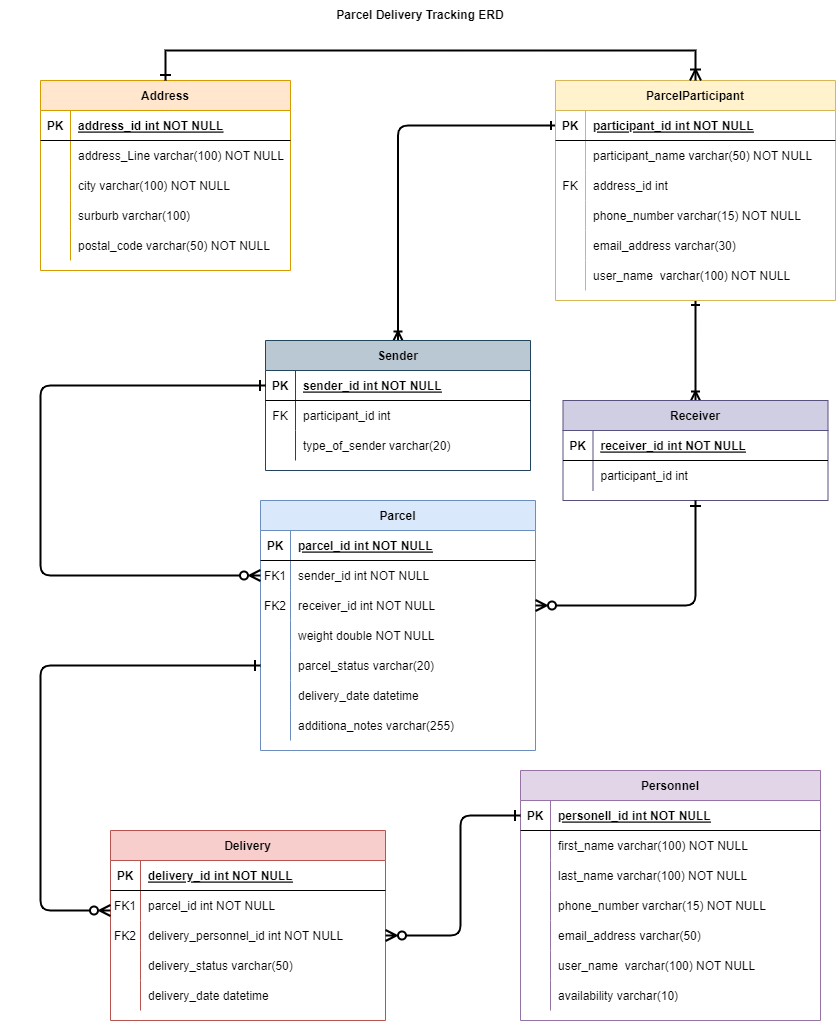 Parcel Delivery Tracking ERD
Address
PK address_id int NOT NULL
address_Line varchar(100) NOT NULL
city varchar(100) NOT NULL
surburb varchar(100)
postal_code varchar(50) NOT NULL
ParcelParticipant
PK participant_id int NOT NULL
participant_name varchar(50) NOT NULL
FK address_id int
phone_number varchar(15) NOT NULL
email_address varchar(30)
user_name varchar(100) NOT NULL
Sender
PK sender_id int NOT NULL
FK participant_id int
type_of_sender varchar(20)
Receiver
PK receiver_id int NOT NULL
participant_id int
Parcel
PK parcel_id int NOT NULL
FK1 sender_id int NOT NULL
FK2 receiver_id int NOT NULL
weight double NOT NULL
parcel_status varchar(20)
delivery_date datetime
additiona_notes varchar(255)
Personnel
PK personell_id int NOT NULL
first_name varchar(100) NOT NULL
last_name varchar(100) NOT NULL
phone_number varchar(15) NOT NULL
email_address varchar(50)
user_name varchar(100) NOT NULL
availability varchar(10)
Delivery
PK delivery_id int NOT NULL
FK1 parcel_id int NOT NULL
FK2 delivery_personnel_id int NOT NULL
delivery_status varchar(50)
delivery_date datetime